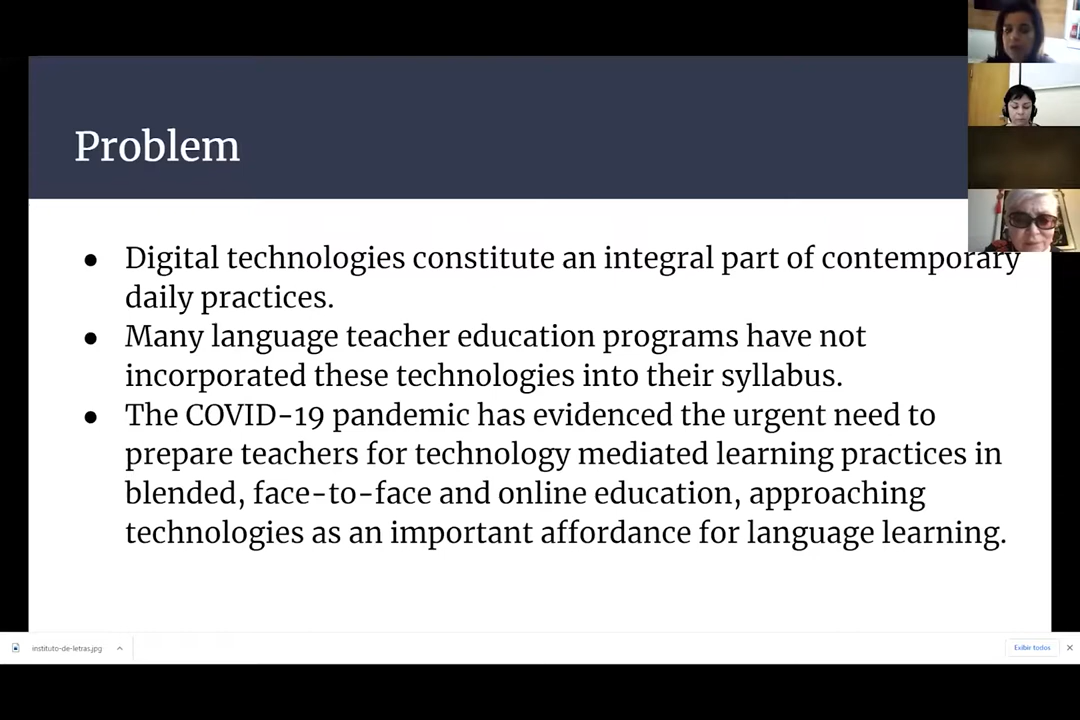 Problem
● Digital technologies constitute an integral part of contemporary
daily practices.
● Many language teacher education programs have not
incorporated these technologies into their syllabus.
● The COVID-19 pandemic has evidenced the urgent need to
prepare teachers for technology mediated learning practices in
blended, face-to-face and online education, approaching
technologies as an important affordance for language learning.
instituto-de-letras.jpg
Exibir todos